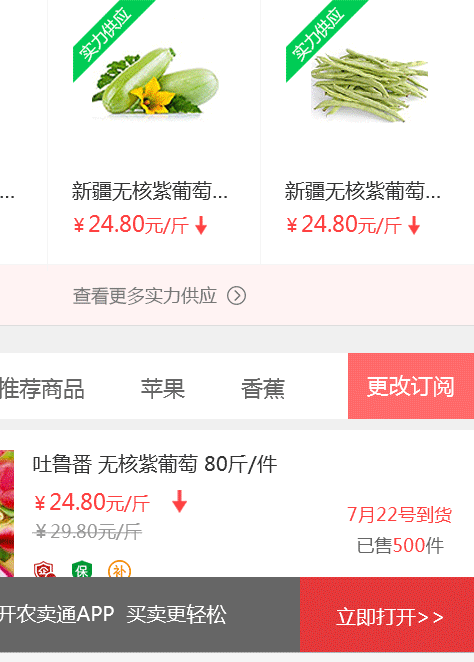 实力供应 实力供应
... 新疆无核紫葡萄... 新疆无核紫葡萄...
¥24.80元/斤 ¥24.80元/斤
查看更多实力供应
推荐商品 苹果 香蕉 更改订阅
吐鲁番 无核紫葡萄 80斤/件
¥24.80元/斤
7月22号到货
¥29.80元/斤
已售500件
企 保 补
开农卖通APP 买卖更轻松 立即打开>>